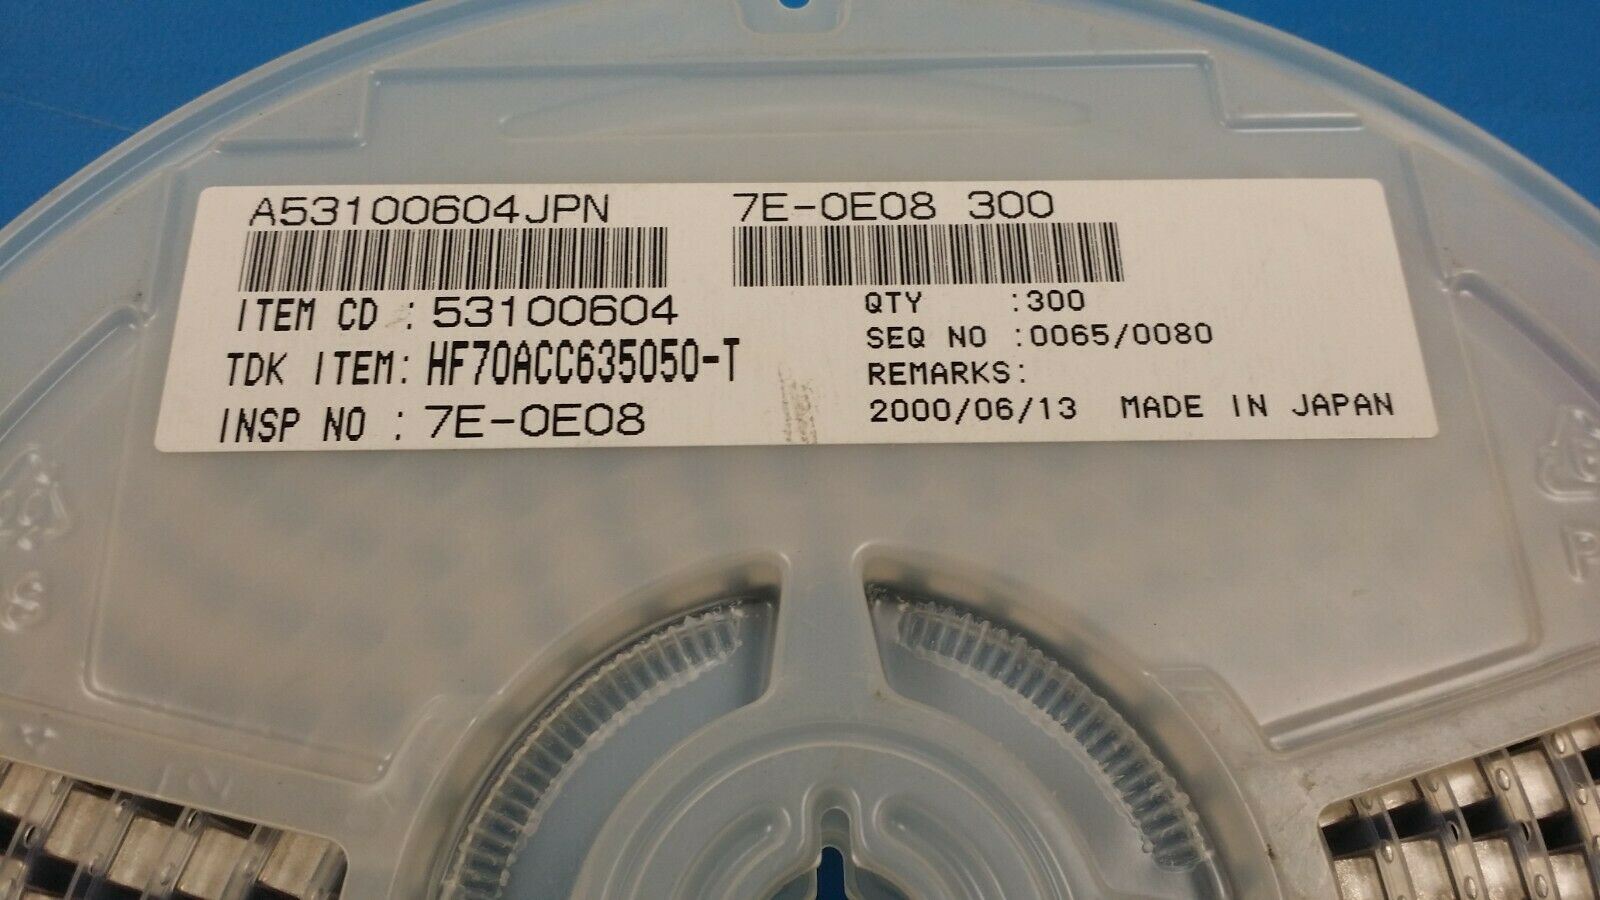 A53100604JPN 7E-0E08 300
ITEM CD : 53100604
TDK ITEM: HF70ACC635050-T
INSP NO : 7E-0E08
QTY :300
SEQ NO :0065/0080
REMARKS:
2000/06/13 MADE IN JAPAN